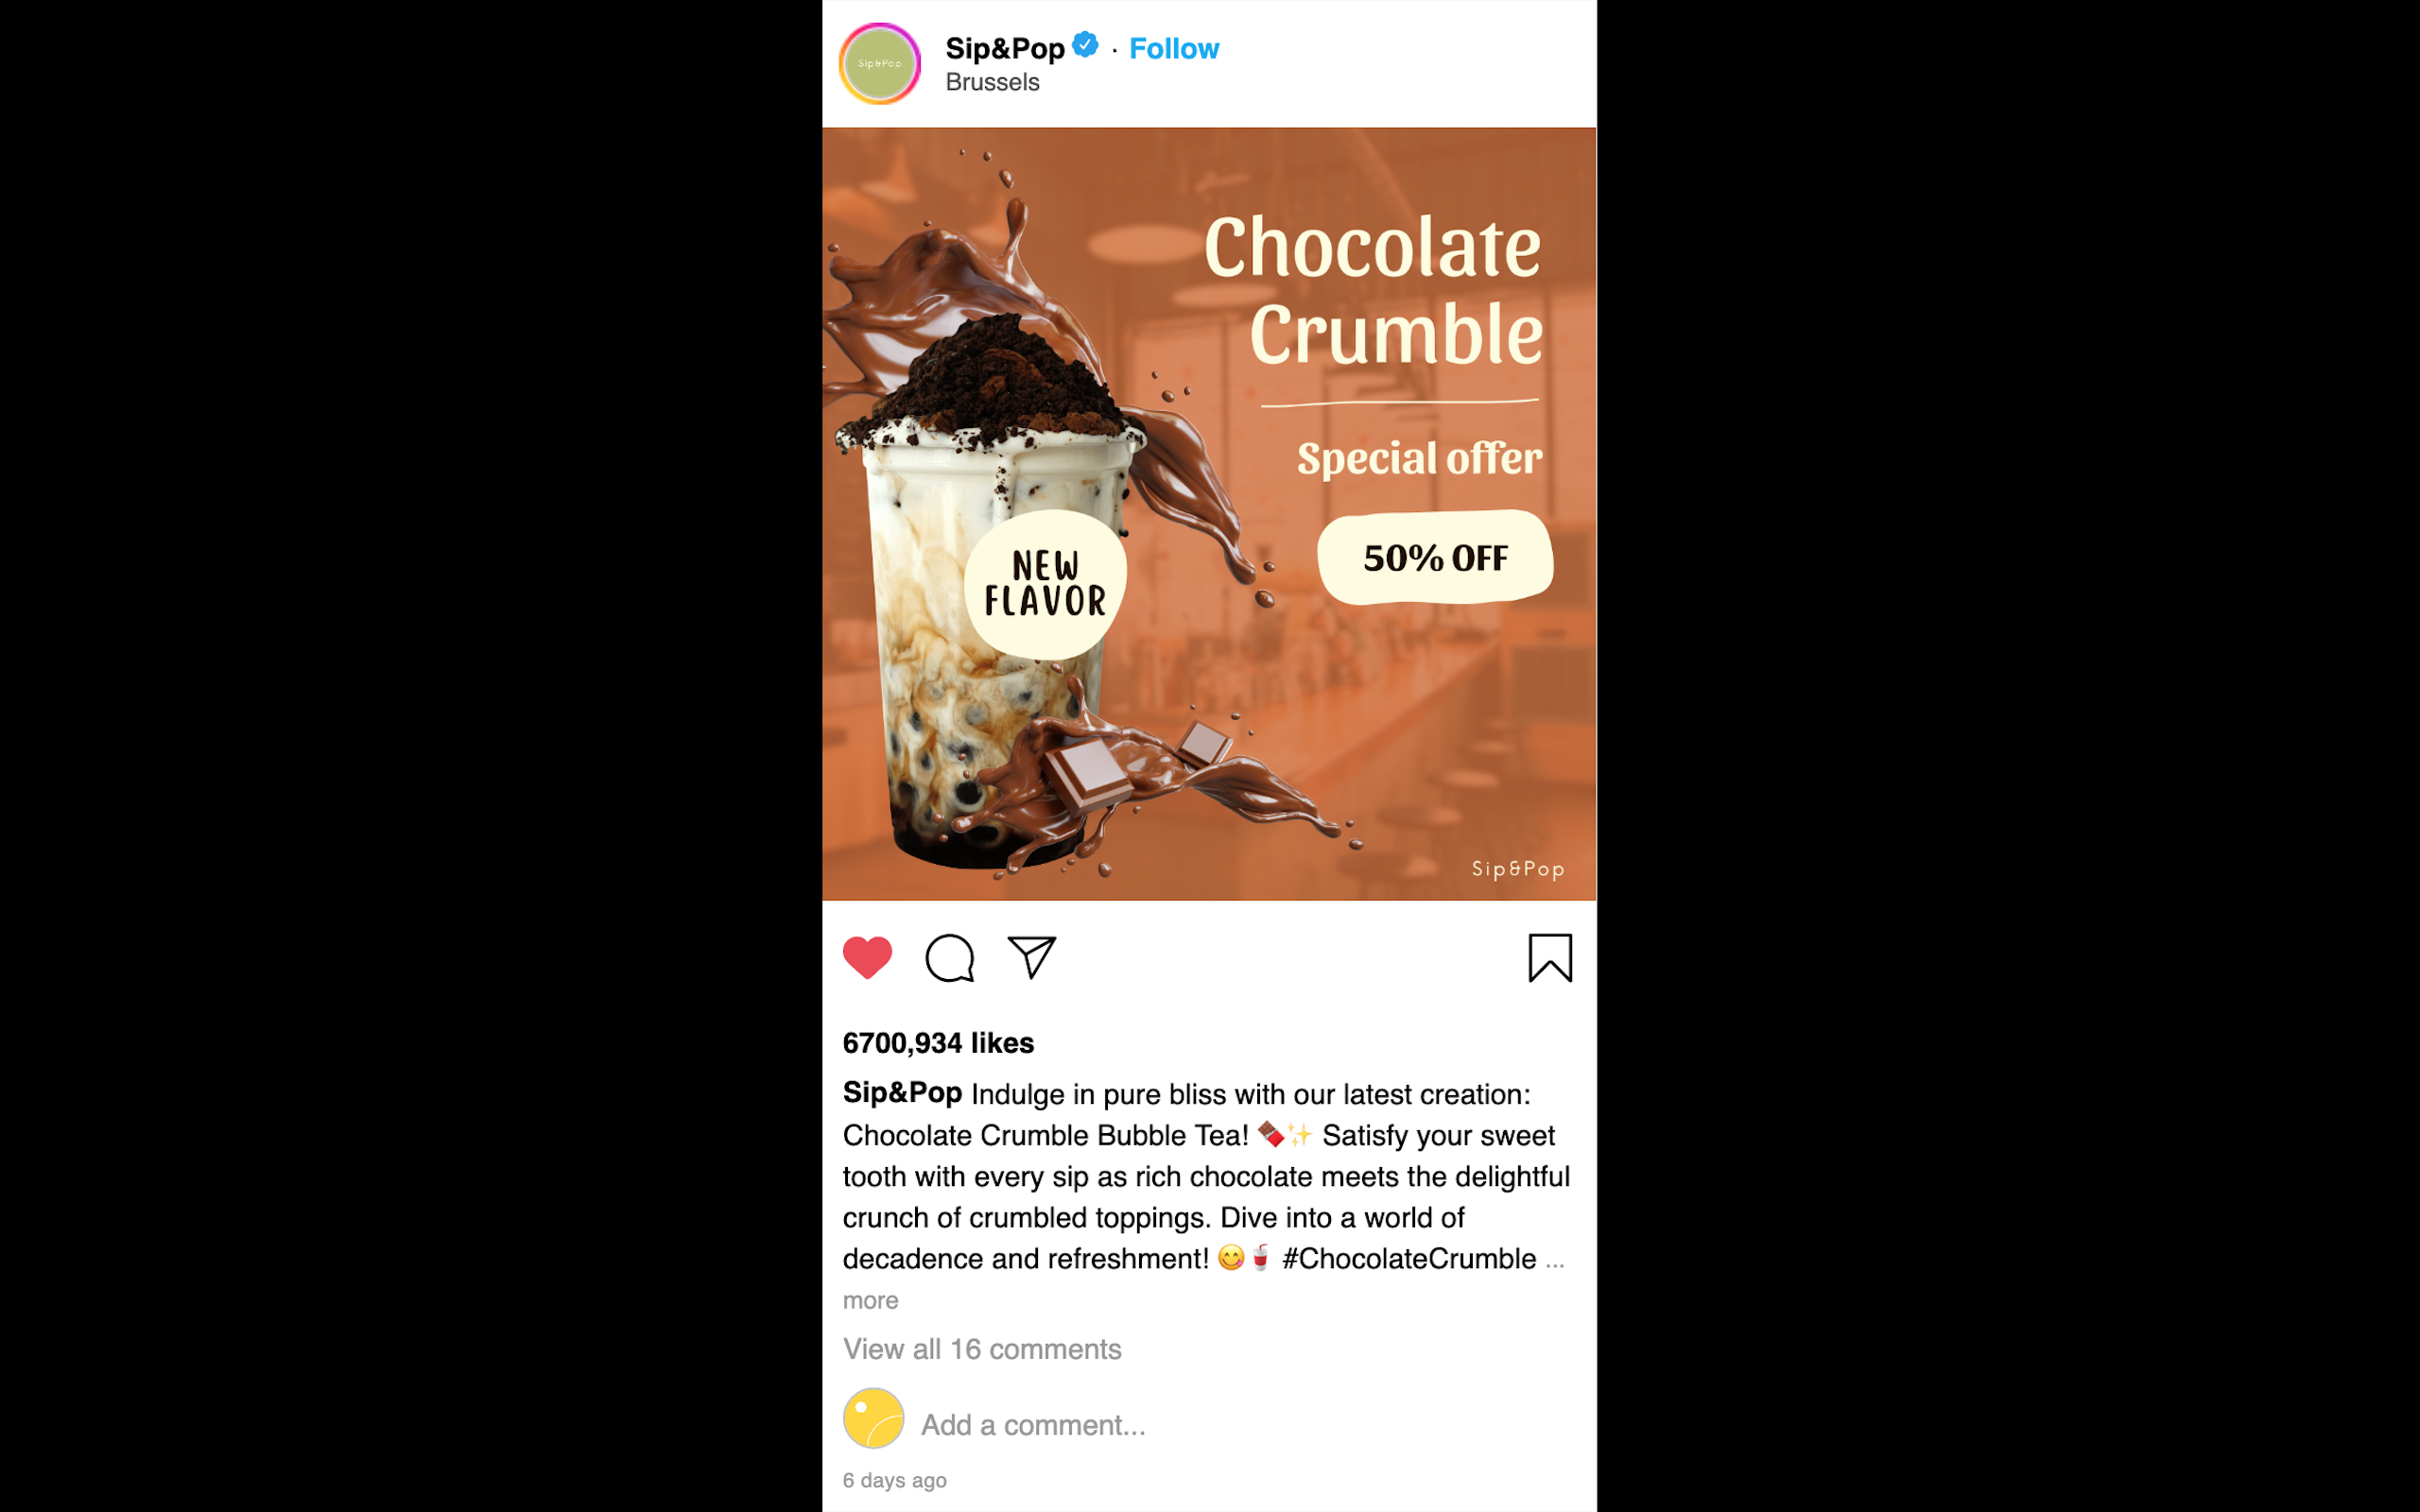 Sip&Pop
Sip&Pop · Follow
Brussels
Chocolate
Crumble
Special offer
50% OFF
NEW
FLAVOR
Sip&Pop
6700,934 likes
Sip&Pop Indulge in pure bliss with our latest creation:
Chocolate Crumble Bubble Tea! 🍫✨ Satisfy your sweet
tooth with every sip as rich chocolate meets the delightful
crunch of crumbled toppings. Dive into a world of
decadence and refreshment! 😋🥤 #ChocolateCrumble ...
more
View all 16 comments
Add a comment...
6 days ago